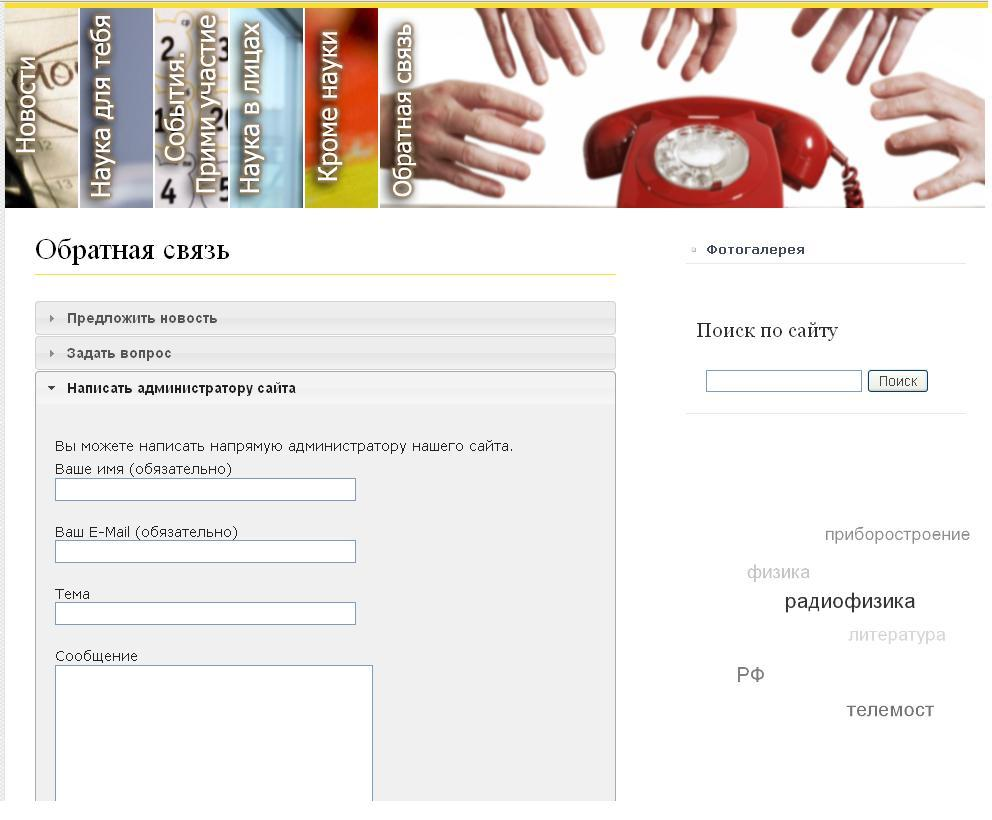 Новости
Наука для тебя
События.
Прими участие
Наука в лицах
Кроме науки
Обратная связь
Обратная связь
Предложить новость
Задать вопрос
Написать администратору сайта
Вы можете написать напрямую администратору нашего сайта.
Ваше имя (обязательно)
Ваш E-Mail (обязательно)
Тема
Сообщение
Фотогалерея
Поиск по сайту
Поиск
приборостроение
физика
радиофизика
литература
РФ
телемост